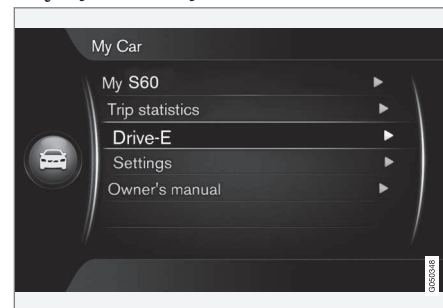 My Car
My S60
Trip statistics
Drive-E
Settings
Owner's manual
G050348